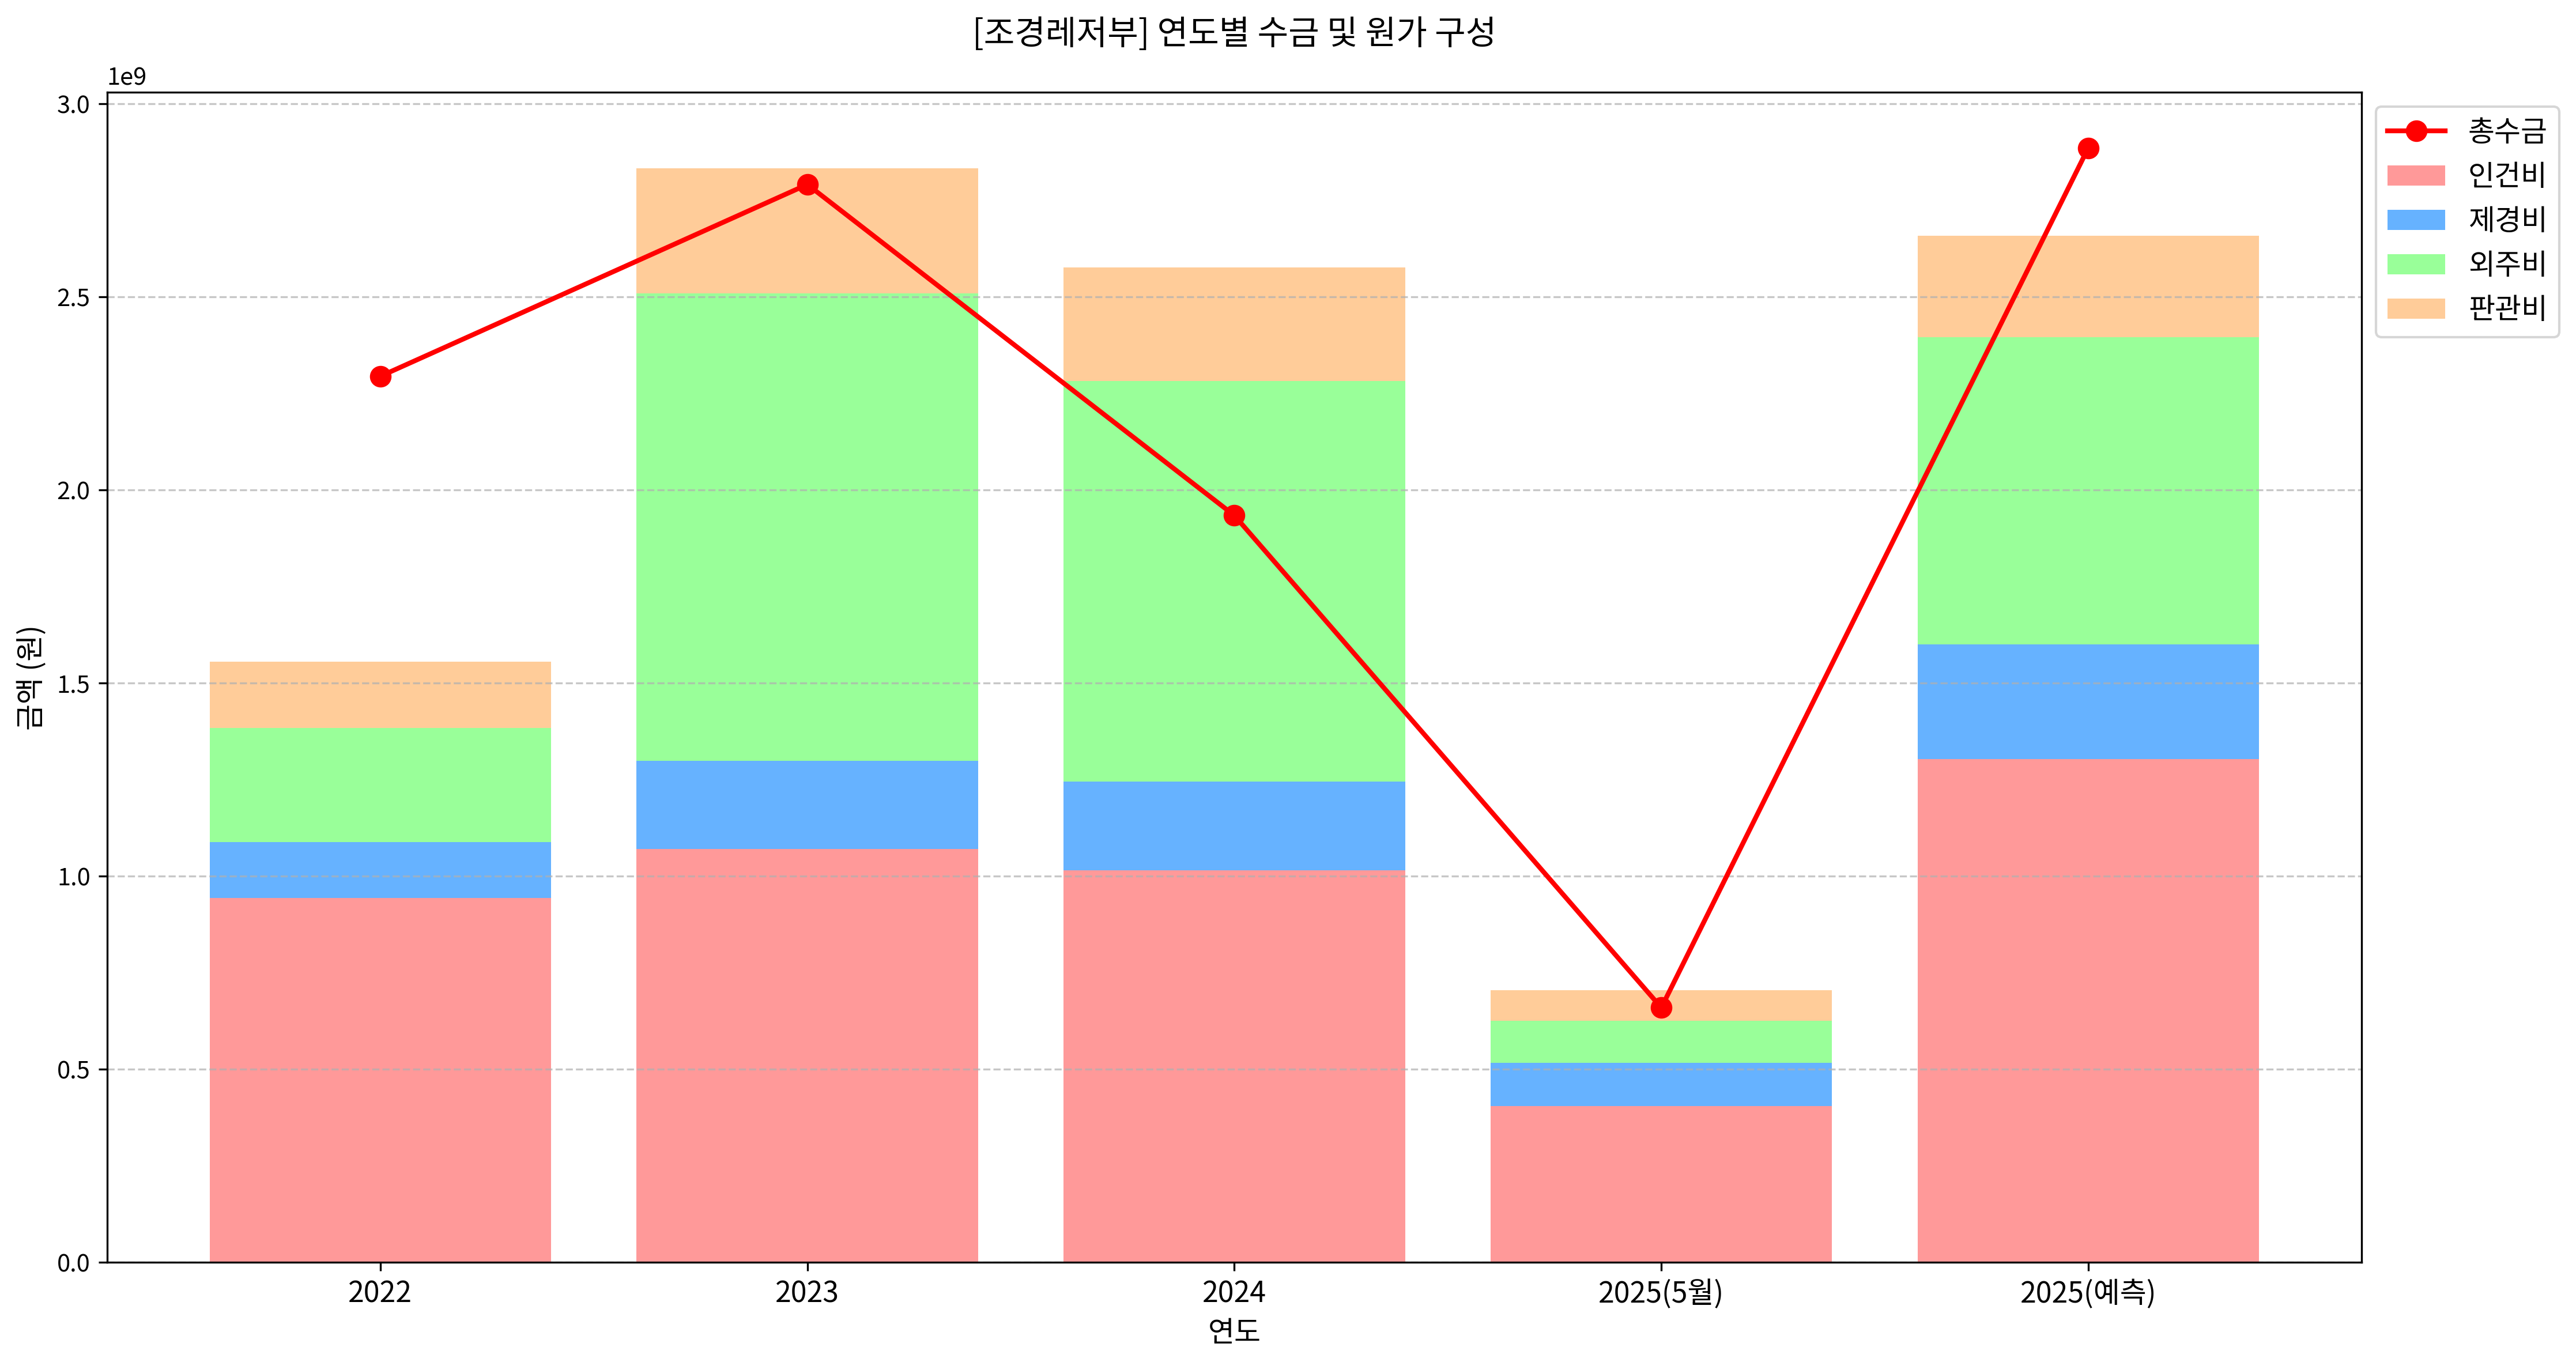 [조경레저부] 연도별 수금 및 원가 구성
1e9
3.0
2.5
2.0
1.5
1.0
0.5
0.0
금액 (원)
2022
2023
2024
2025(5월)
2025(예측)
연도
총수금
인건비
제경비
외주비
판관비